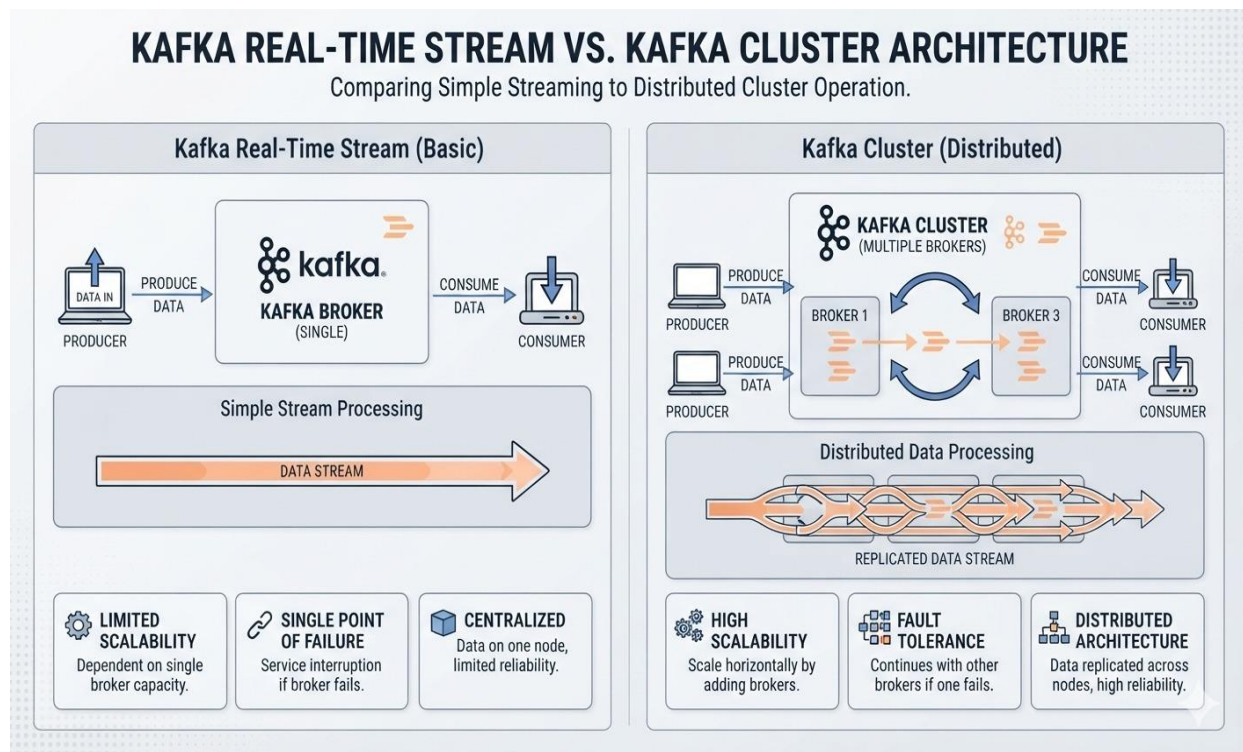 KAFKA REAL-TIME STREAM VS. KAFKA CLUSTER ARCHITECTURE
Comparing Simple Streaming to Distributed Cluster Operation.
Kafka Real-Time Stream (Basic)
DATA IN
PRODUCER
PRODUCE
DATA
kafka
KAFKA BROKER
(SINGLE)
CONSUME
DATA
CONSUMER
Simple Stream Processing
DATA STREAM
LIMITED
SCALABILITY
Dependent on single
broker capacity.
SINGLE POINT
OF FAILURE
Service interruption
if broker fails.
CENTRALIZED
Data on one node,
limited reliability.
Kafka Cluster (Distributed)
KAFKA CLUSTER
(MULTIPLE BROKERS)
PRODUCER
PRODUCE
DATA
PRODUCER
PRODUCE
DATA
BROKER 1
BROKER 3
CONSUME
DATA
CONSUMER
CONSUME
DATA
CONSUMER
Distributed Data Processing
REPLICATED DATA STREAM
HIGH
SCALABILITY
Scale horizontally by
adding brokers.
FAULT
TOLERANCE
Continues with other
brokers if one fails.
DISTRIBUTED
ARCHITECTURE
Data replicated across
nodes, high reliability.